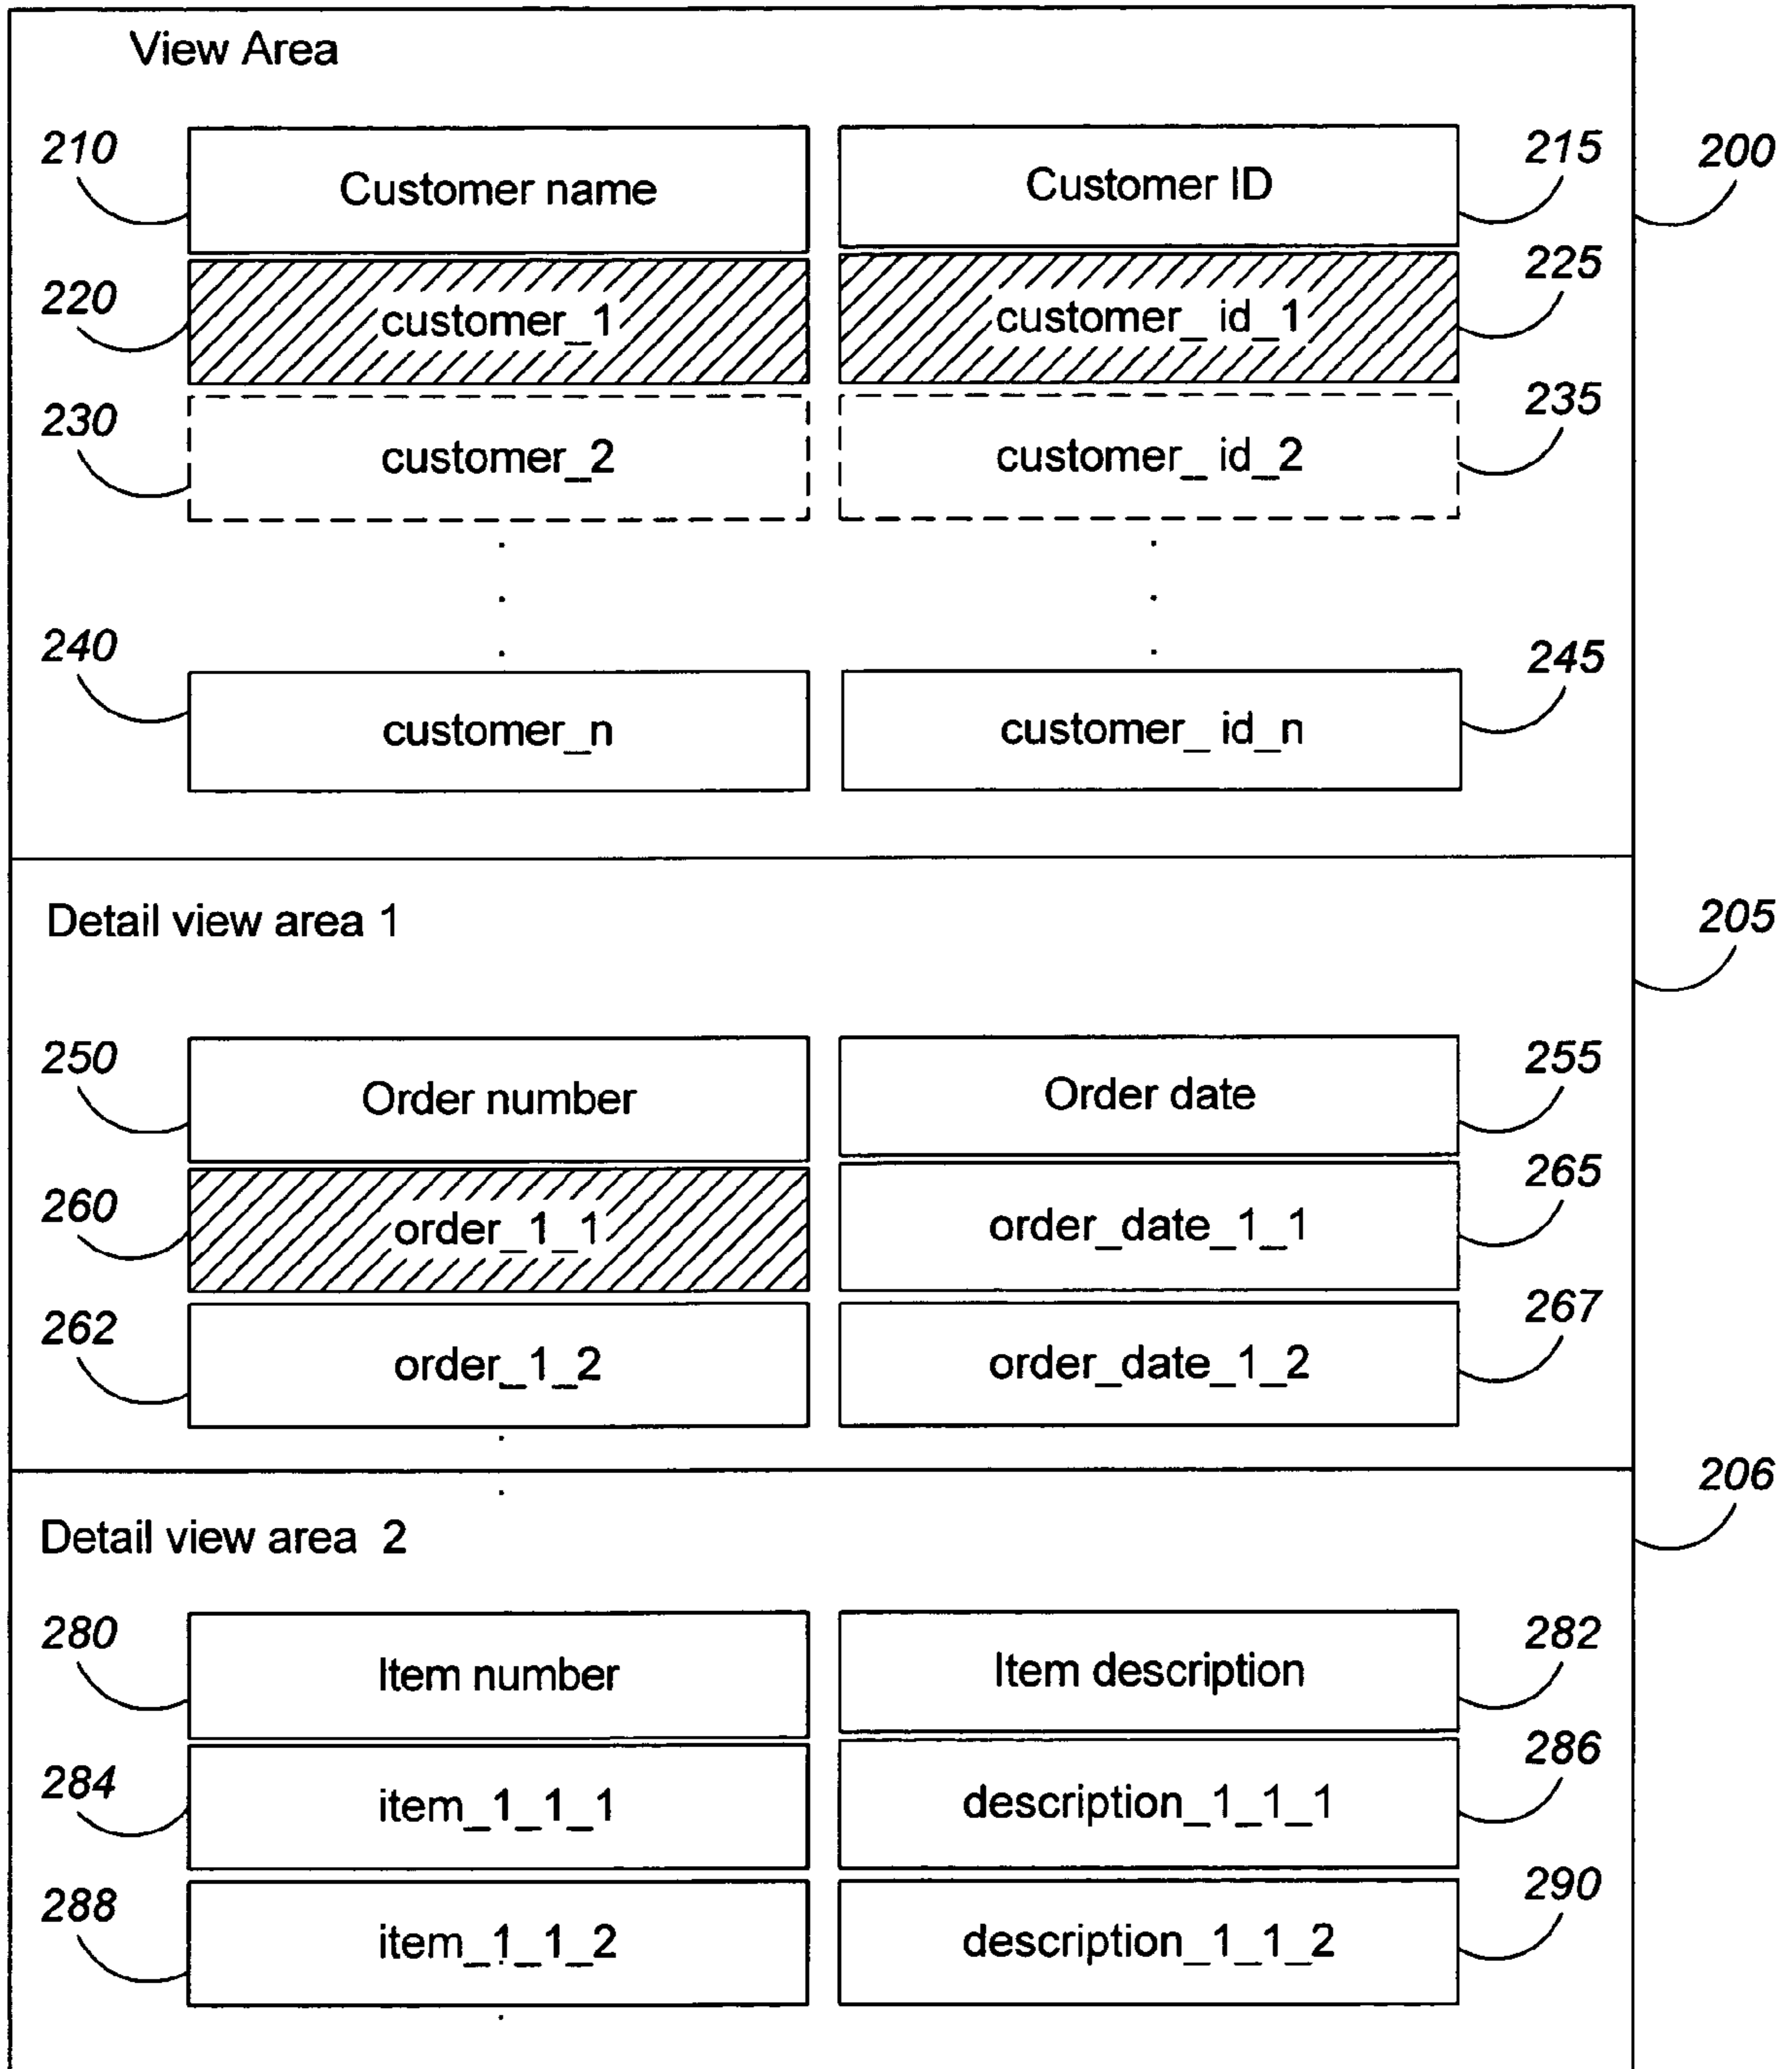 View Area
210 Customer name Customer ID 215 200
220 customer_1 customer_ id_1 225
230 customer_2 customer_ id_2 235
240 customer_n customer_ id_n 245
Detail view area 1 205
250 Order number Order date 255
260 order_1_1 order_date_1_1 265
262 order_1_2 order_date_1_2 267
206
Detail view area 2
280 Item number Item description 282
284 item_1_1_1 description_1_1_1 286
288 item_1_1_2 description_1_1_2 290